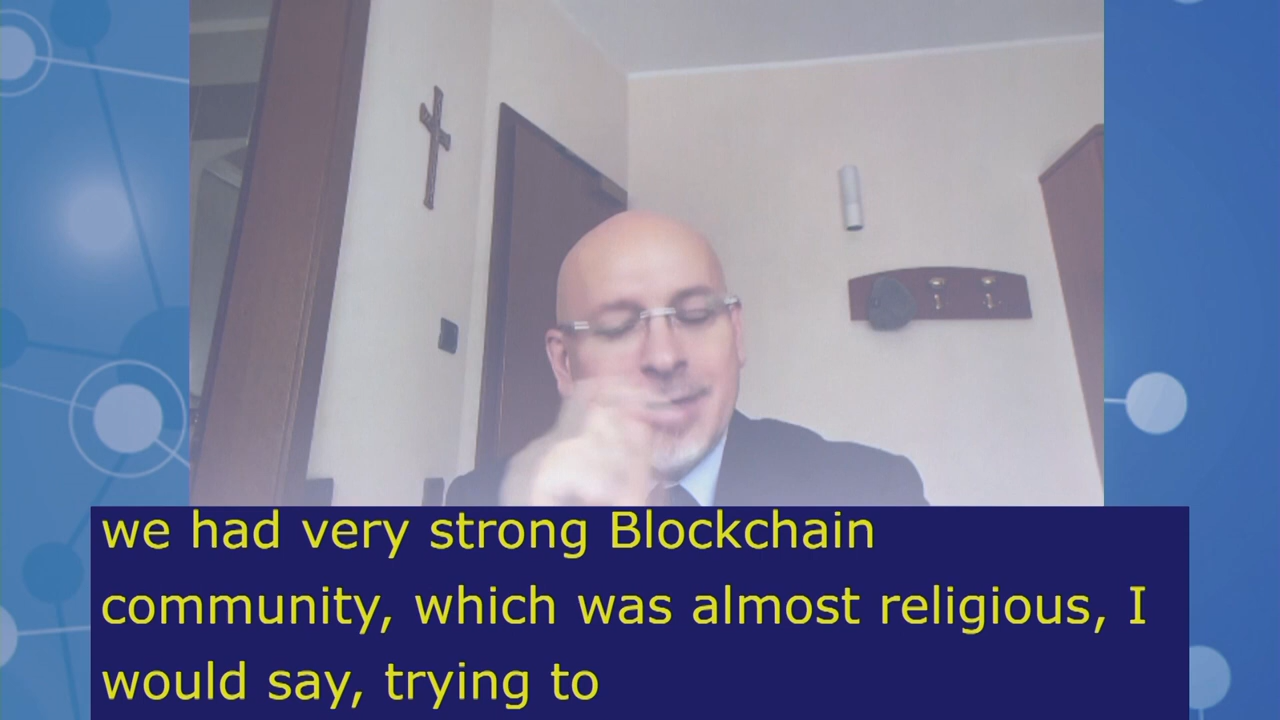 we had very strong Blockchain
community, which was almost religious, I
would say, trying to